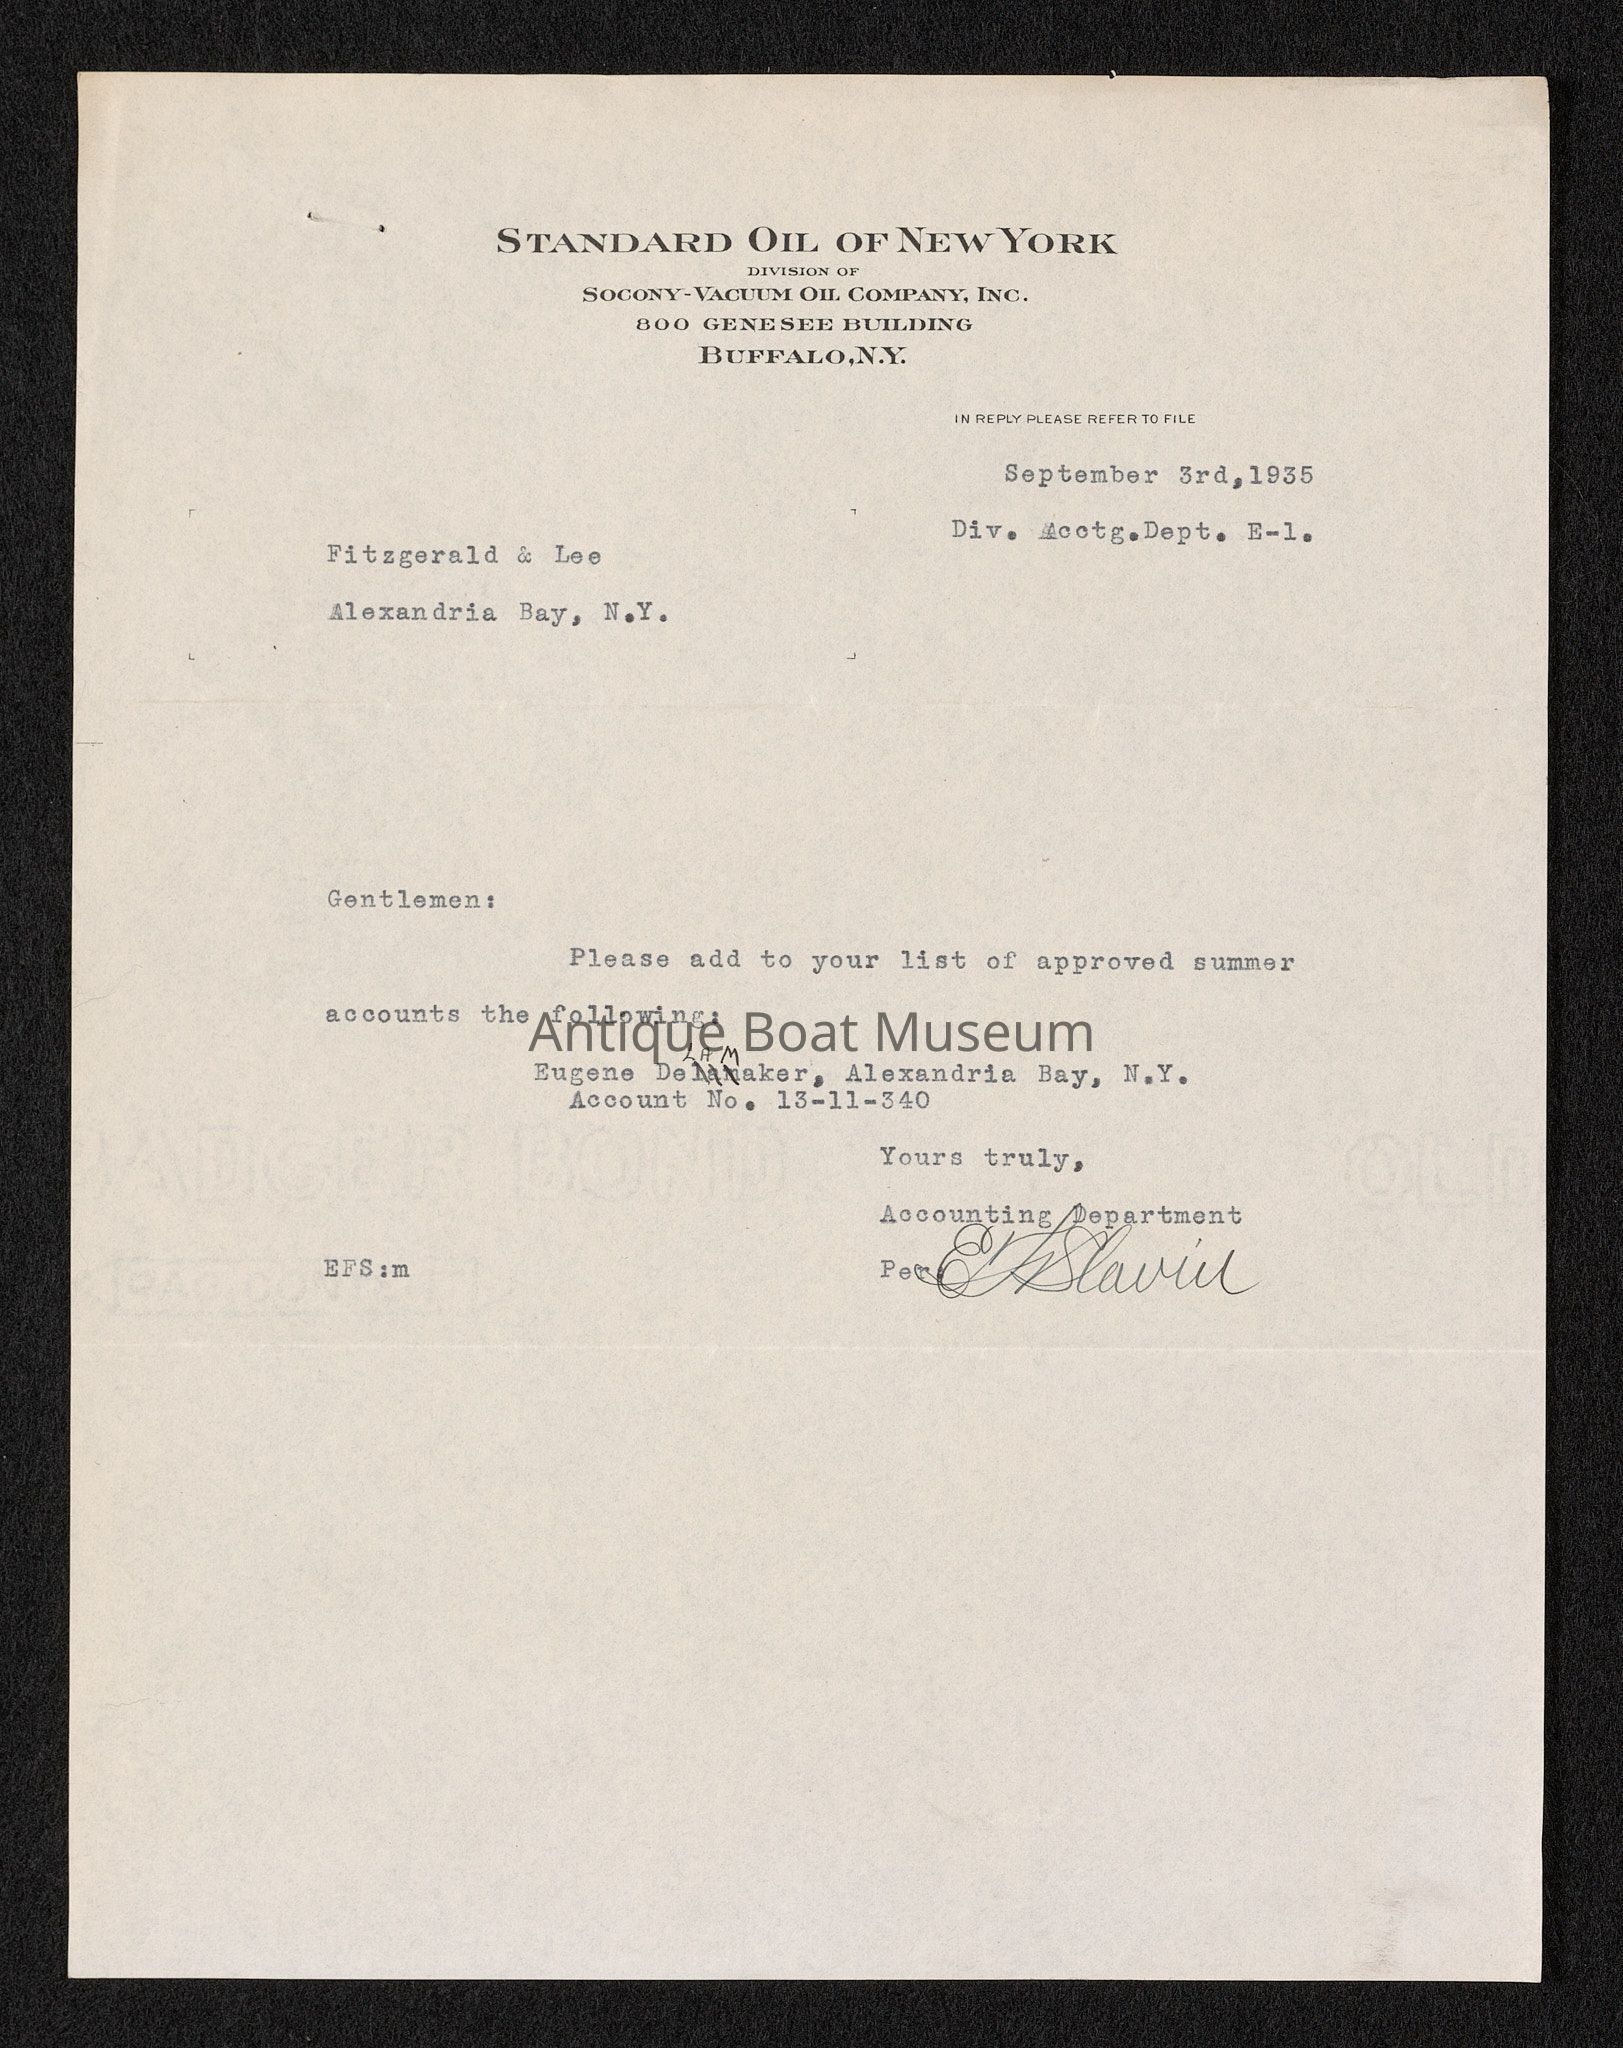 STANDARD OIL OF NEW YORK
DIVISION OF
SOCONY-VACUUM OIL COMPANY, INC.
800 GENESEE BUILDING
BUFFALO, N.Y.
IN REPLY PLEASE REFER TO FILE
September 3rd,1935
Div. Acctg.Dept. E-1.
Fitzgerald & Lee
Alexandria Bay, N.Y.
Gentlemen:
Please add to your list of approved summer
accounts the following:
Antique Boat Museum
LAM
Eugene Delanaker, Alexandria Bay, N.Y.
Account No. 13-11-340
Yours truly,
Accounting Department
EFS:m
Per. E F Slavin